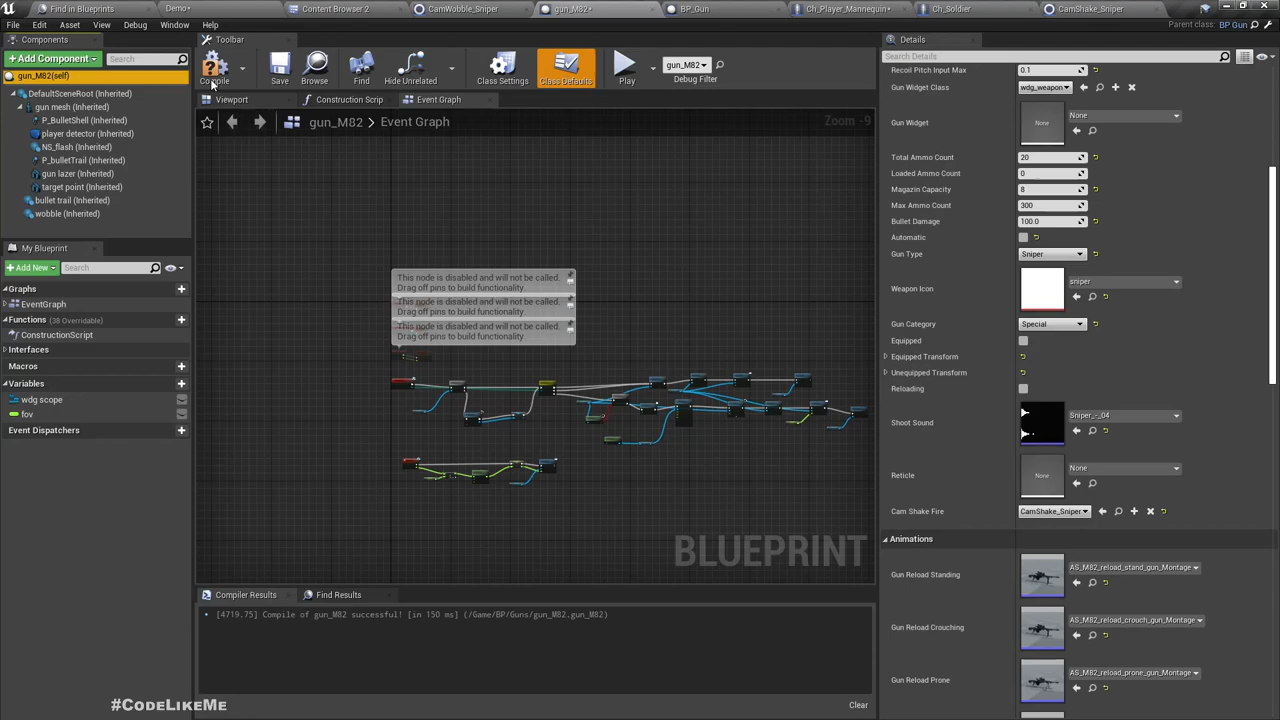 Find in Blueprints
Demo•
Content Browser 2
CamWobble_Sniper
gun_M82•
BP_Gun
Ch_Player_Mannequin•
Ch_Soldier
CamShake_Sniper
File
Edit
Asset
View
Debug
Window
Help
Parent class: BP Gun
Components
Toolbar
Details
Add Component
Search
Compile
Save
Browse
Find
Hide Unrelated
Class Settings
Class Defaults
Play
gun_M82
Debug Filter
Search Details
gun_M82(self)
DefaultSceneRoot (Inherited)
gun mesh (Inherited)
P_BulletShell (Inherited)
player detector (Inherited)
NS_flash (Inherited)
P_bulletTrail (Inherited)
gun lazer (Inherited)
target point (Inherited)
bullet trail (Inherited)
wobble (Inherited)
Viewport
Construction Scrip
Event Graph
gun_M82 > Event Graph
Zoom -9
This node is disabled and will not be called.
Drag off pins to build functionality.
This node is disabled and will not be called.
Drag off pins to build functionality.
This node is disabled and will not be called.
Drag off pins to build functionality.
BLUEPRINT
My Blueprint
Add New
Search
Graphs
EventGraph
Functions (38 Overridable)
ConstructionScript
Interfaces
Macros
Variables
wdg scope
fov
Event Dispatchers
Compiler Results
Find Results
[4719.75] Compile of gun_M82 successful! [in 150 ms] (/Game/BP/Guns/gun_M82.gun_M82)
Clear
Recoil Pitch Input Max
0.1
Gun Widget Class
wdg_weapon
Gun Widget
None
None
Total Ammo Count
20
Loaded Ammo Count
0
Magazin Capacity
8
Max Ammo Count
300
Bullet Damage
100.0
Automatic
Gun Type
Sniper
Weapon Icon
sniper
Gun Category
Special
Equipped
Equipped Transform
Unequipped Transform
Reloading
Shoot Sound
Sniper_-_04
Reticle
None
None
Cam Shake Fire
CamShake_Sniper
Animations
Gun Reload Standing
AS_M82_reload_stand_gun_Montage
Gun Reload Crouching
AS_M82_reload_crouch_gun_Montage
Gun Reload Prone
AS_M82_reload_prone_gun_Montage
#CodeLikeMe